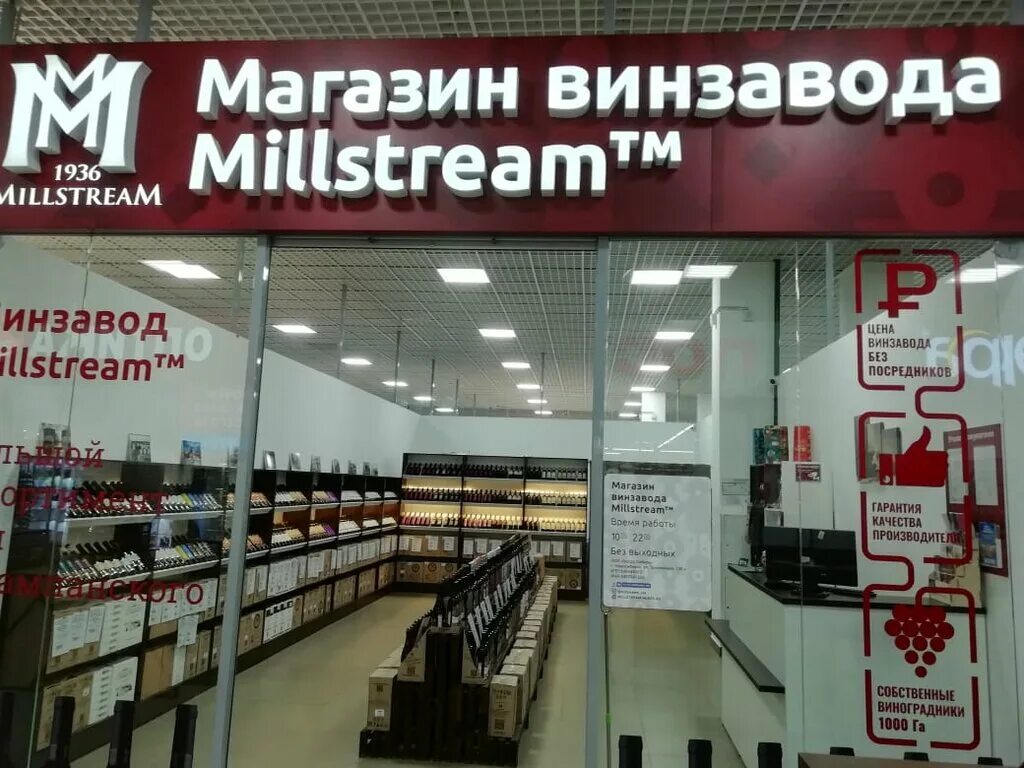 Магазин винзавода
Millstream™
1936
MILLSTREAM
Винзавод
Millstream™
ЦЕНА
ВИНЗАВОДА
БЕЗ
ПОСРЕДНИКОВ
Магазин
винзавода
Millstream™
Время работы
10 22
Без выходных
ГАРАНТИЯ
КАЧЕСТВА
ПРОИЗВОДИТЕЛЯ
СОБСТВЕННЫЕ
ВИНОГРАДНИКИ
1000 Га